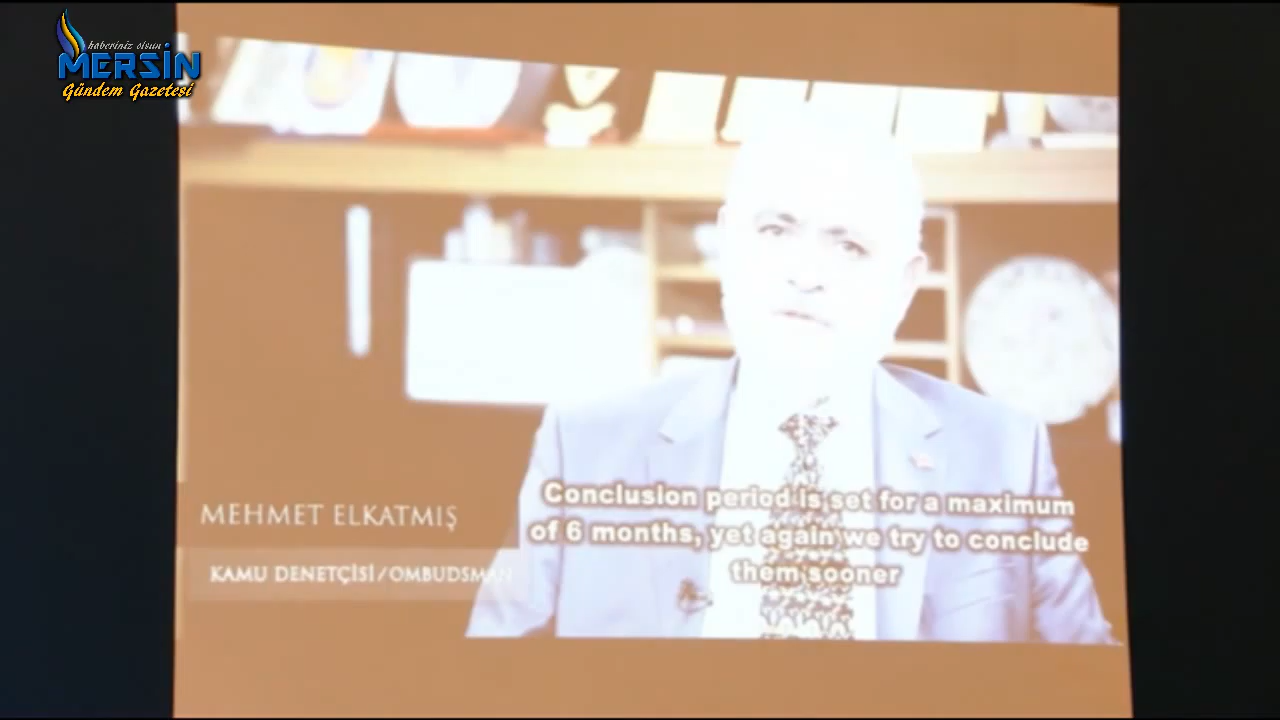 haberiniz olsun
MERSİN
Gündem Gazetesi
MEHMET ELKATMIŞ
KAMU DENETÇİSİ/OMBUDSMAN
Conclusion period is set for a maximum
of 6 months, yet again we try to conclude
them sooner